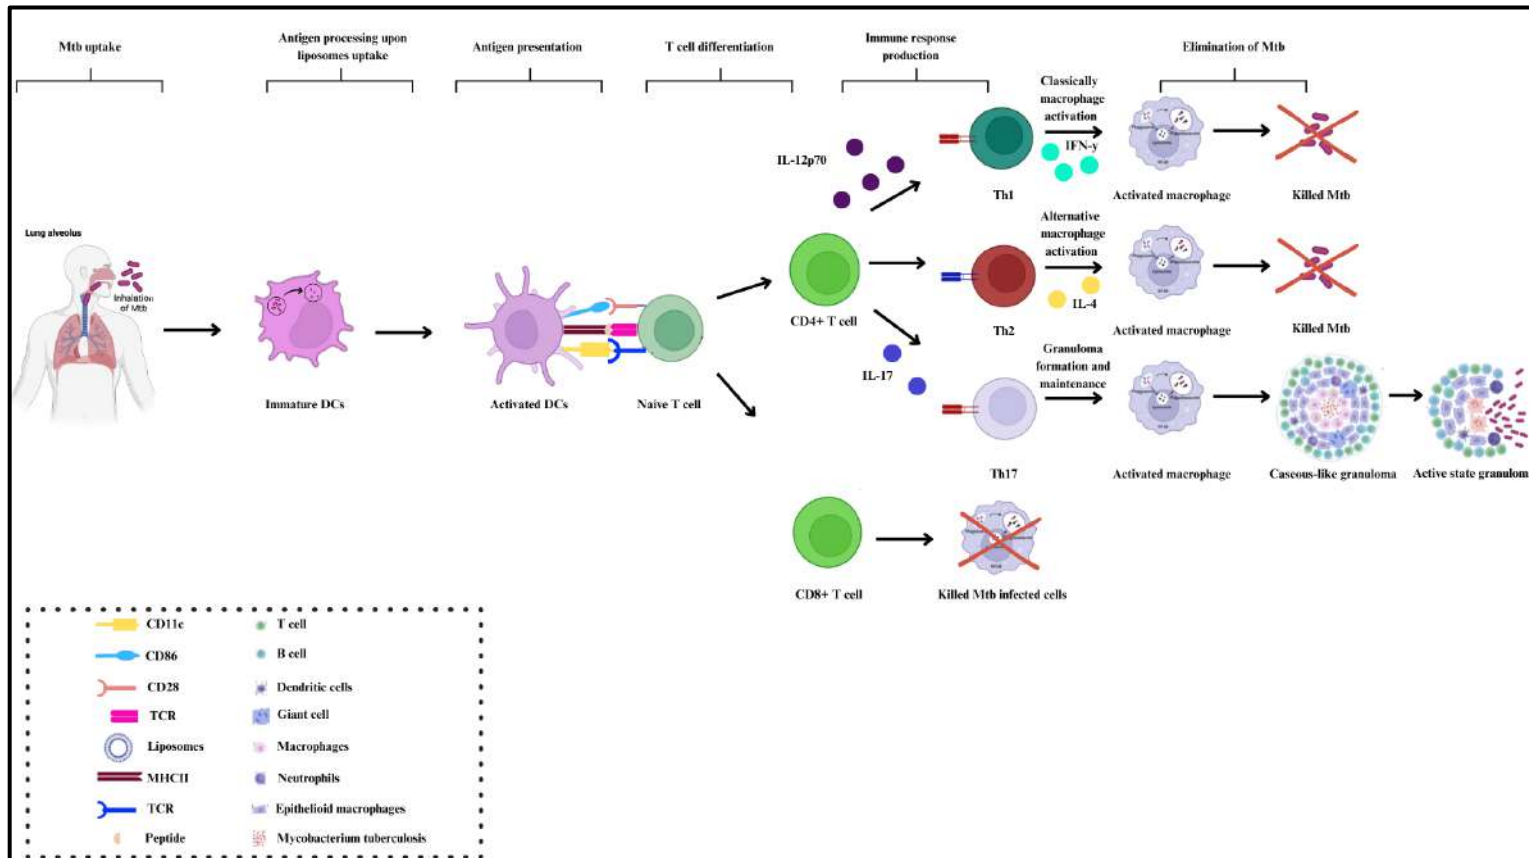 Mtb uptake
Antigen processing upon
liposomes uptake
Antigen presentation
T cell differentiation
Immune response
production
Elimination of Mtb
Classically
macrophage
activation
IFN-y
IL-12p70
Th1
Activated macrophage
Killed Mtb
Lung alveolus
Inhalation
of Mtb
Alternative
macrophage
activation
IL-4
CD4+ T cell
Th2
Activated macrophage
Killed Mtb
IL-17
Granuloma
formation and
maintenance
Immature DCs
Activated DCs
Naive T cell
Th17
Activated macrophage
Caseous-like granuloma
Active state granulom
CD8+ T cell
Killed Mtb infected cells
CD11c
CD86
CD28
TCR
Liposomes
MHCII
TCR
Peptide
T cell
B cell
Dendritic cells
Giant cell
Macrophages
Neutrophils
Epithelioid macrophages
Mycobacterium tuberculosis